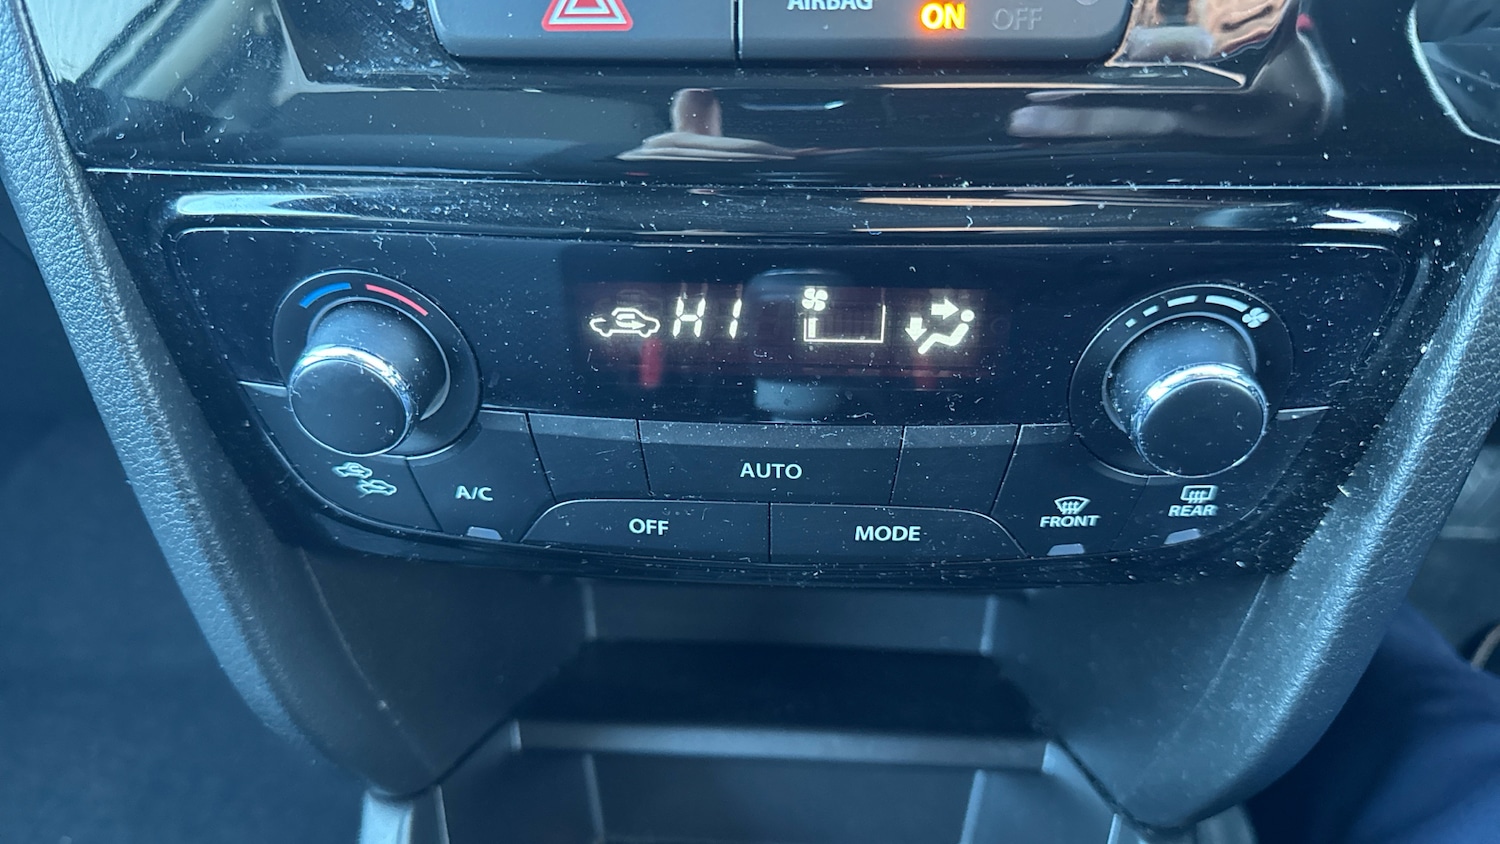 AIRBAG
ON OFF
HI
AUTO
A/C
OFF
MODE
FRONT
REAR